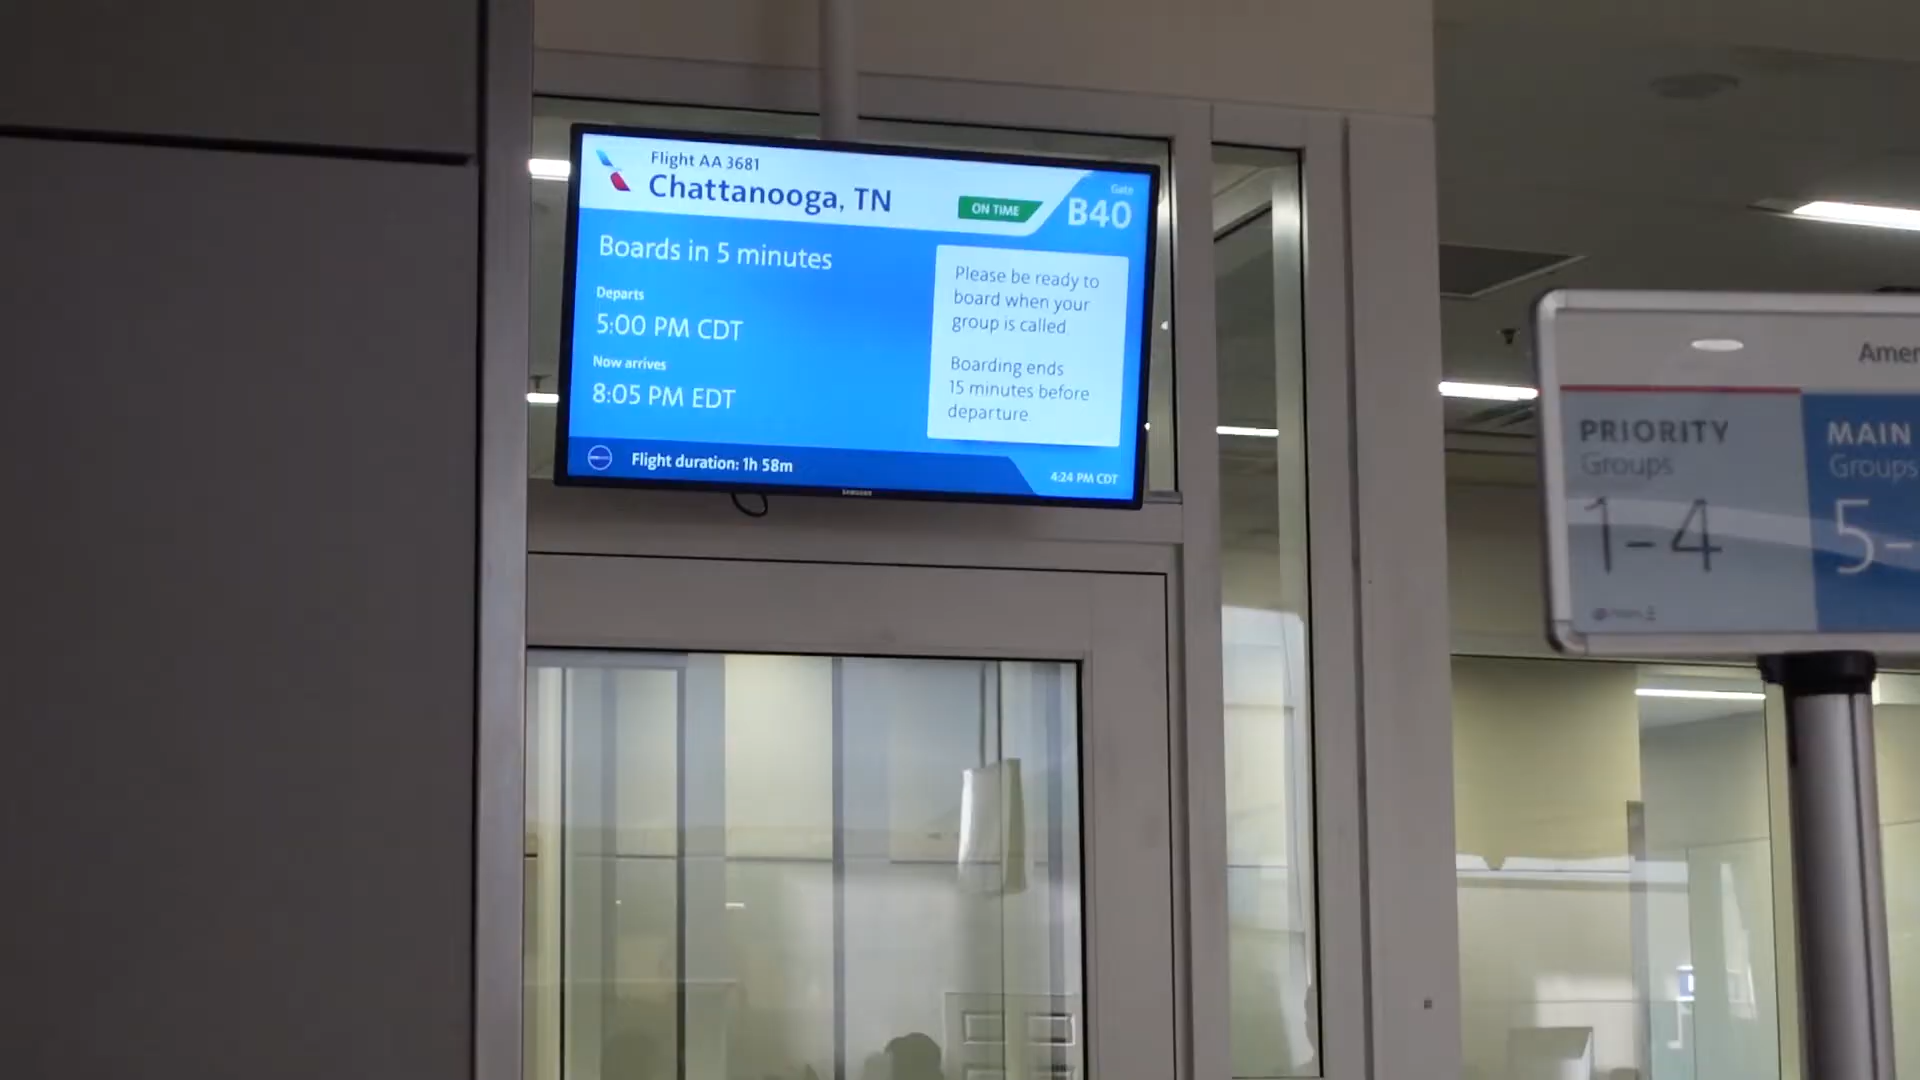 Flight AA 3681
Chattanooga, TN
ON TIME
Gate
B40
Boards in 5 minutes
Departs
5:00 PM CDT
Now arrives
8:05 PM EDT
Please be ready to
board when your
group is called
Boarding ends
15 minutes before
departure
Flight duration: 1h 58m
4:24 PM CDT
SAMSUNG
Amer
PRIORITY
Groups
1-4
MAIN
Groups
5-